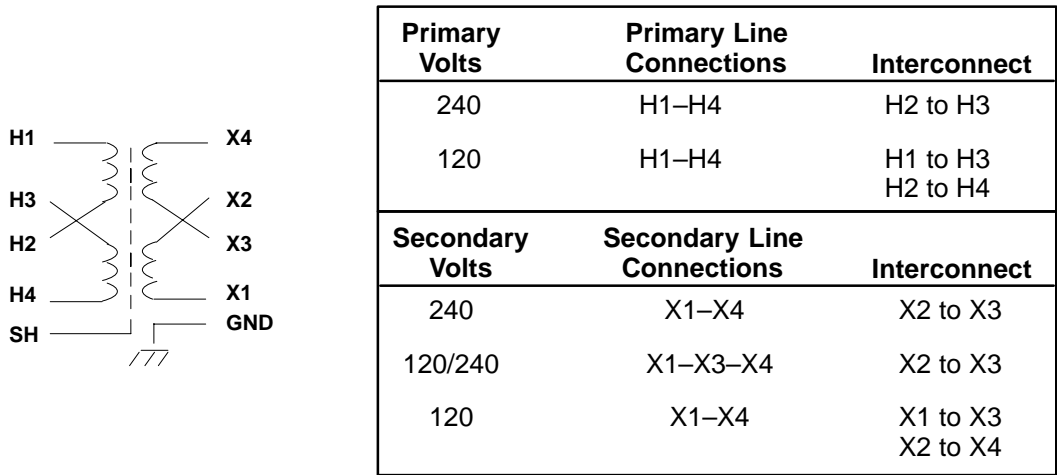 H1
X4
H3
X2
H2
X3
H4
X1
SH
GND
Primary Volts
Primary Line Connections
Interconnect
240
H1–H4
H2 to H3
120
H1–H4
H1 to H3
H2 to H4
Secondary Volts
Secondary Line Connections
Interconnect
240
X1–X4
X2 to X3
120/240
X1–X3–X4
X2 to X3
120
X1–X4
X1 to X3
X2 to X4